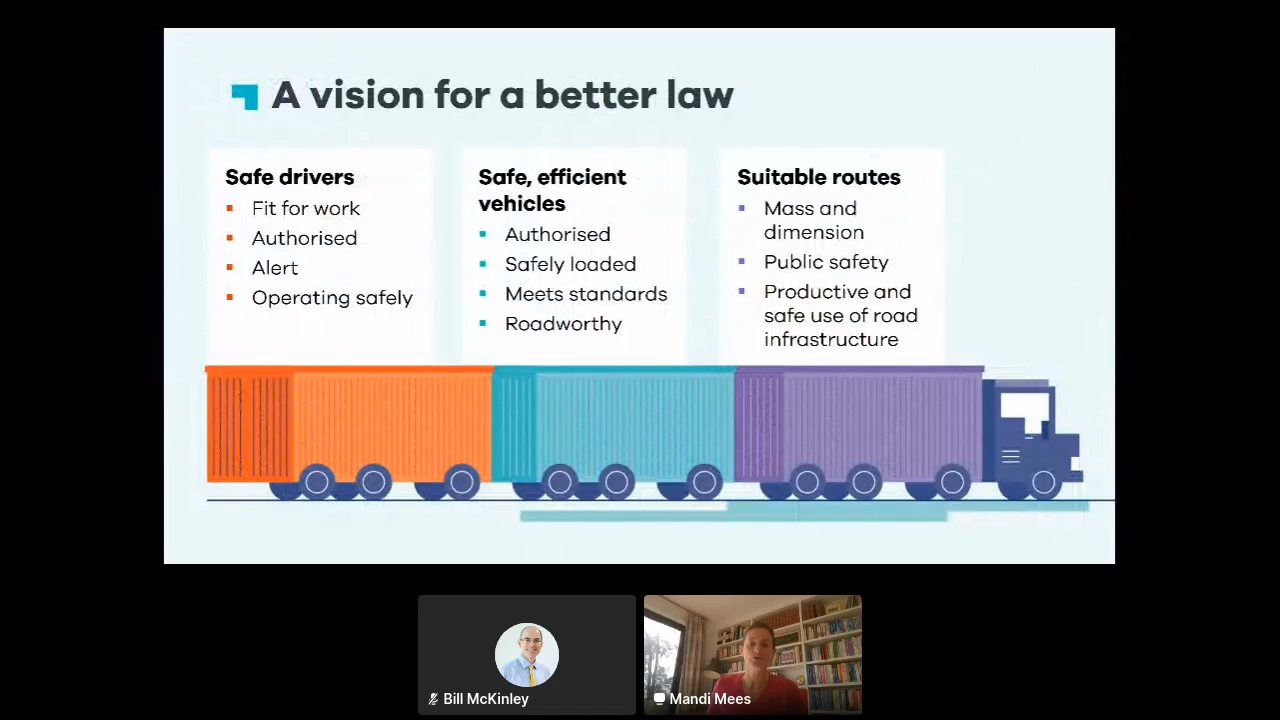 A vision for a better law
Safe drivers
Fit for work
Authorised
Alert
Operating safely
Safe, efficient
vehicles
Authorised
Safely loaded
Meets standards
Roadworthy
Suitable routes
Mass and
dimension
Public safety
Productive and
safe use of road
infrastructure
Bill McKinley
Mandi Mees